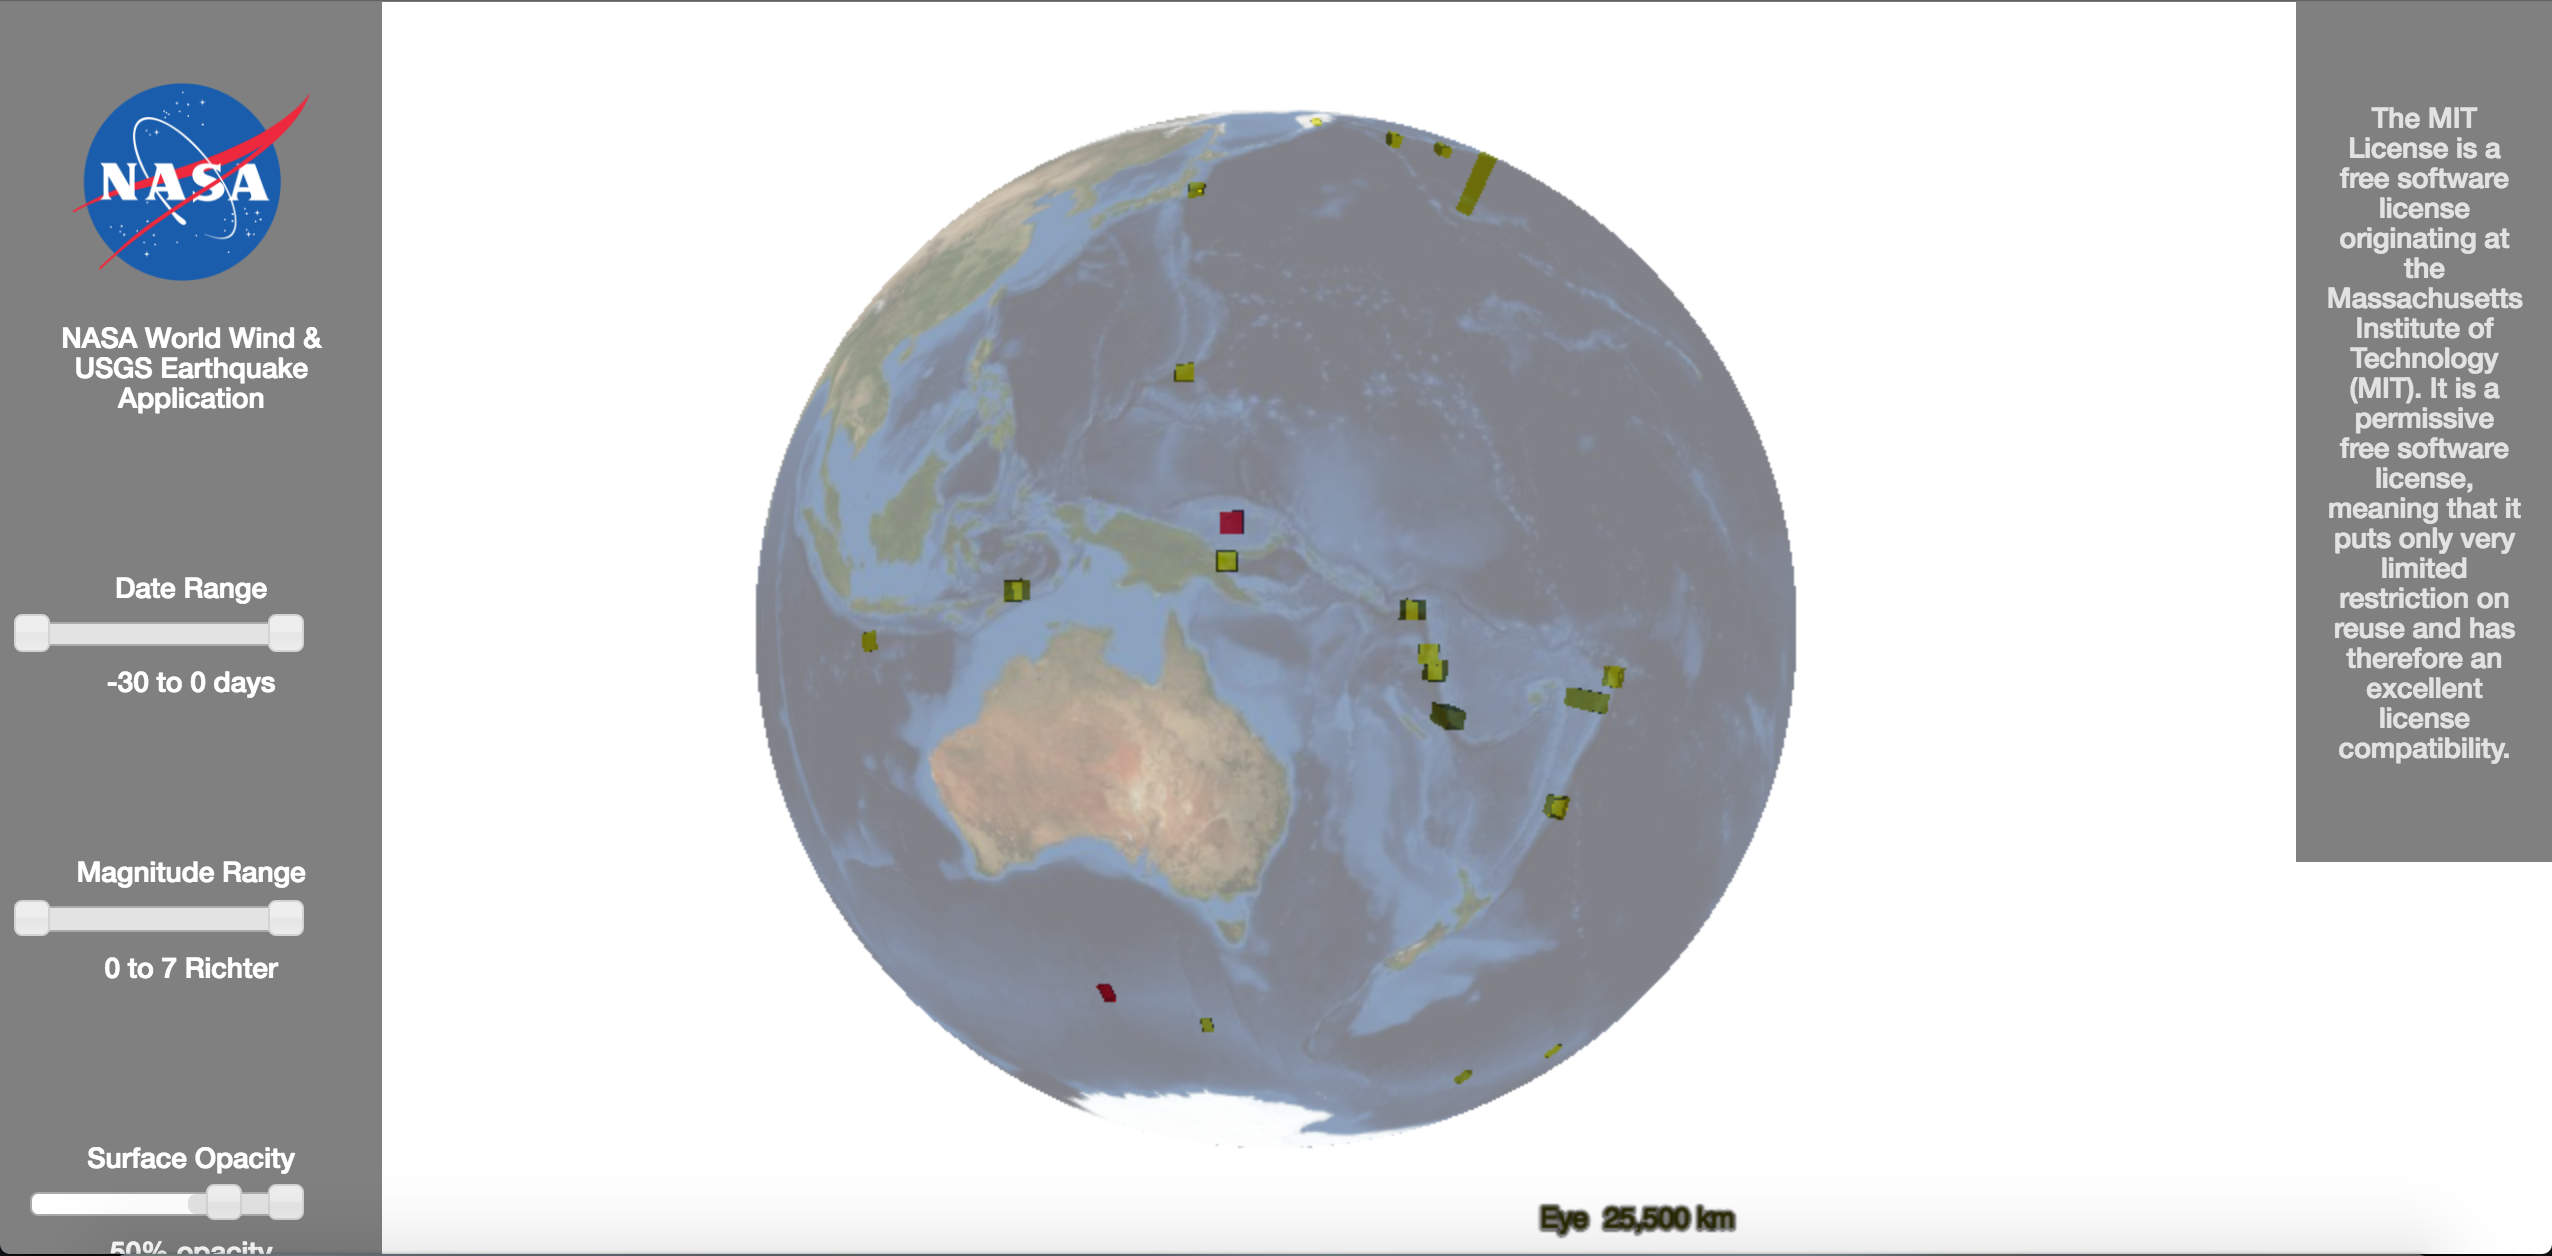 NASA
NASA World Wind &
USGS Earthquake
Application
Date Range
-30 to 0 days
Magnitude Range
0 to 7 Richter
Surface Opacity
50% opacity
Eye 25,500 km
The MIT
License is a
free software
license
originating at
the
Massachusetts
Institute of
Technology
(MIT). It is a
permissive
free software
license,
meaning that it
puts only very
limited
restriction on
reuse and has
therefore an
excellent
license
compatibility.